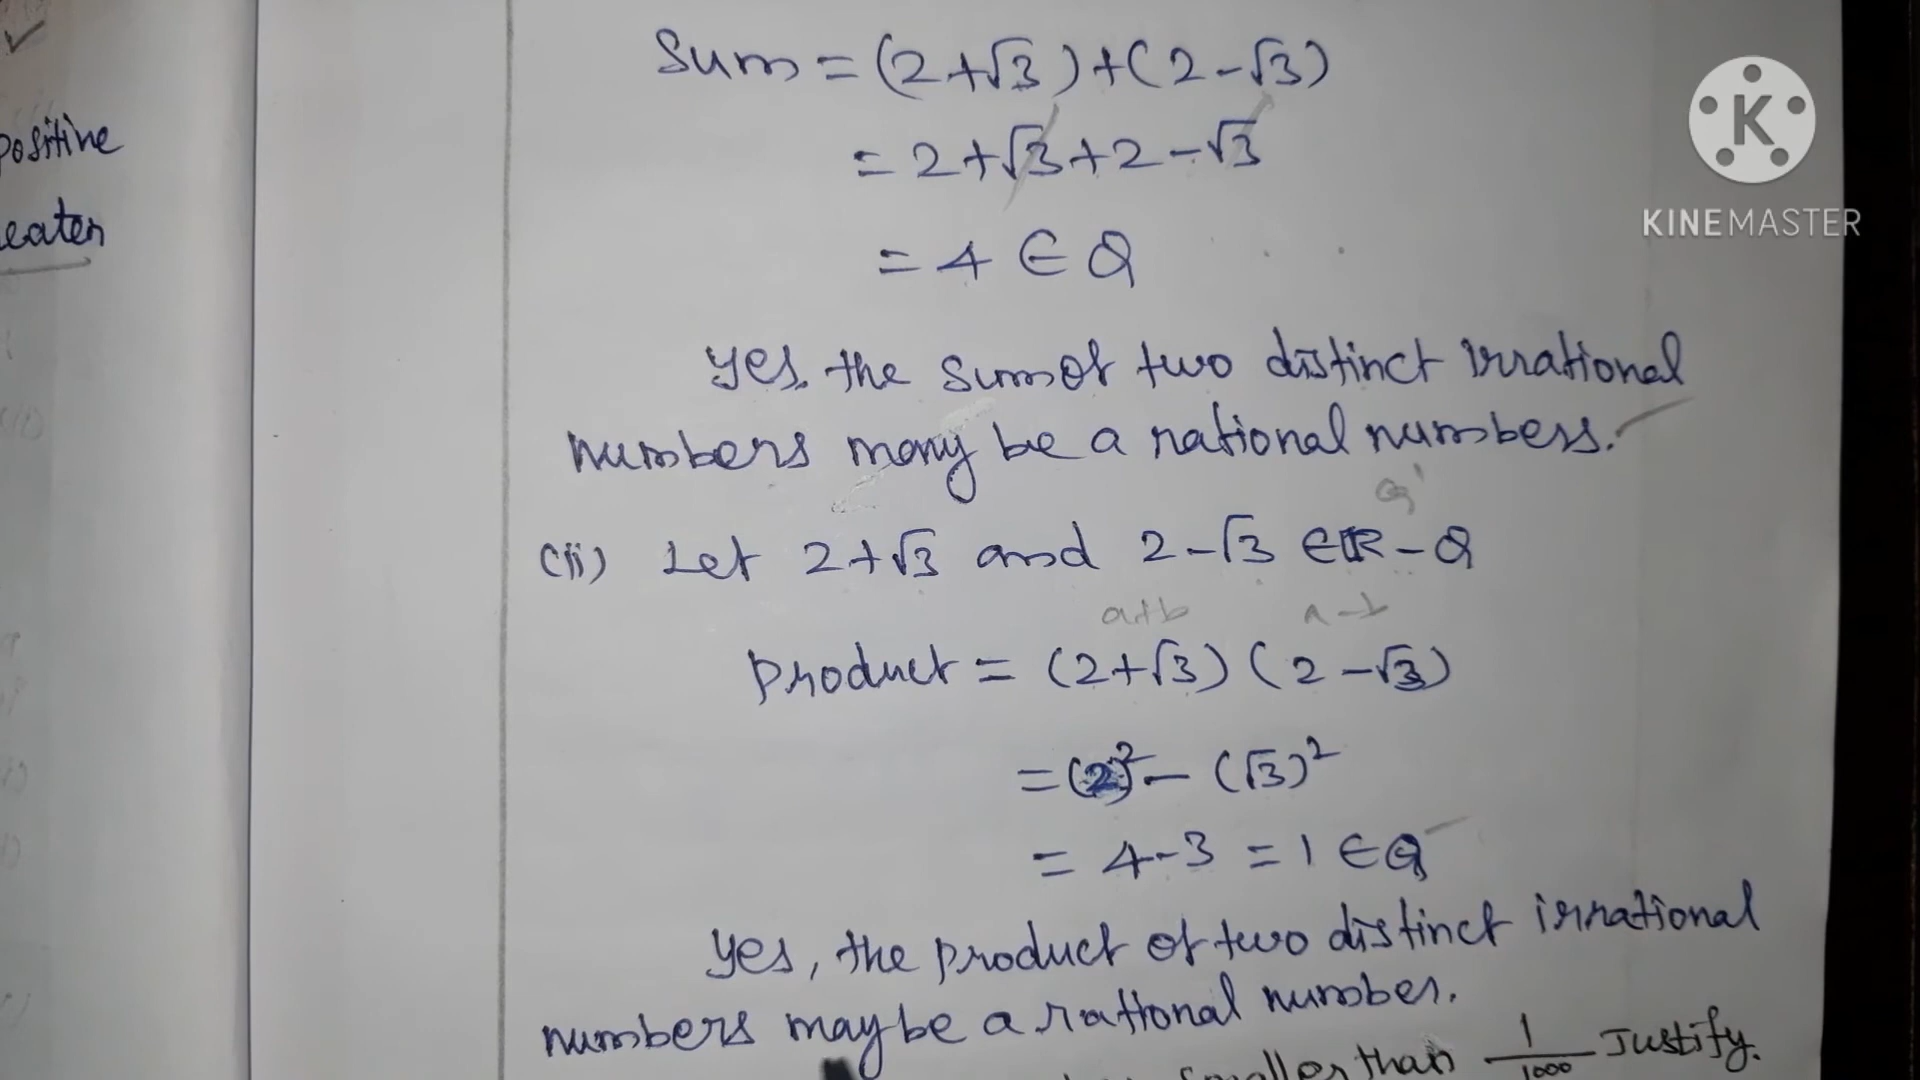 Sum = (2+√3)+(2-√3)
= 2+√3+2-√3
= 4 ∈ Q
Yes, the sum of two distinct irrational
numbers may be a rational numbers.
Q'
(ii) Let 2+√3 and 2-√3 ∈ R-Q
a+b a-b
Product = (2+√3)(2-√3)
= (2)² - (√3)²
= 4-3 = 1 ∈ Q
Yes, the product of two distinct irrational
numbers may be a rational number.
smaller than 1/1000 Justify.
positive
eater
K
KINEMASTER